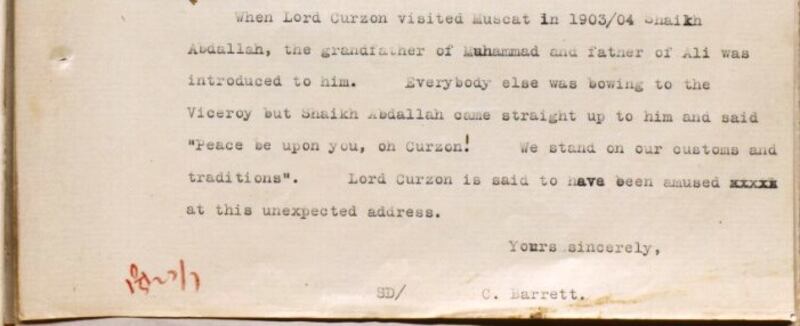 When Lord Curzon visited Muscat in 1903/04 Shaikh
Abdallah, the grandfather of Muhammad and father of Ali was
introduced to him. Everybody else was bowing to the
Viceroy but Shaikh Abdallah came straight up to him and said
"Peace be upon you, oh Curzon! We stand on our customs and
traditions". Lord Curzon is said to have been amused xxxxx
at this unexpected address.
Yours sincerely,
SD/ C. Barrett.